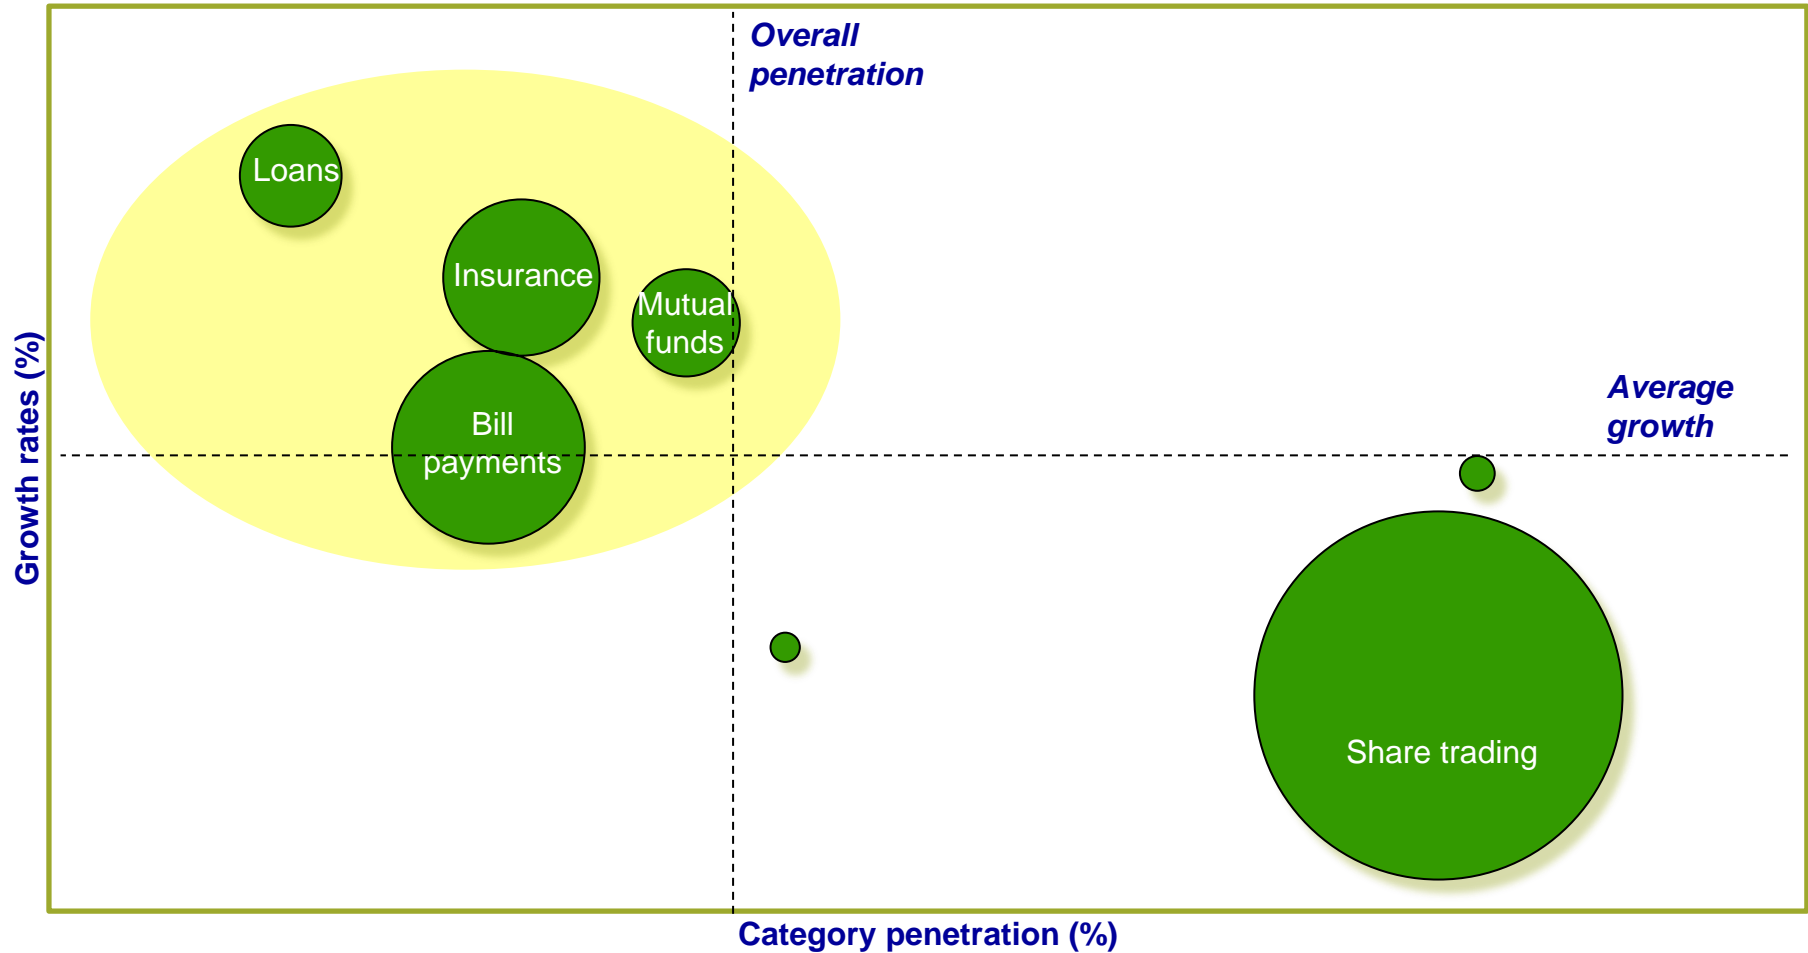 Overall
penetration
Loans
Insurance
Mutual
funds
Bill
payments
Average
growth
Growth rates (%)
Share trading
Category penetration (%)